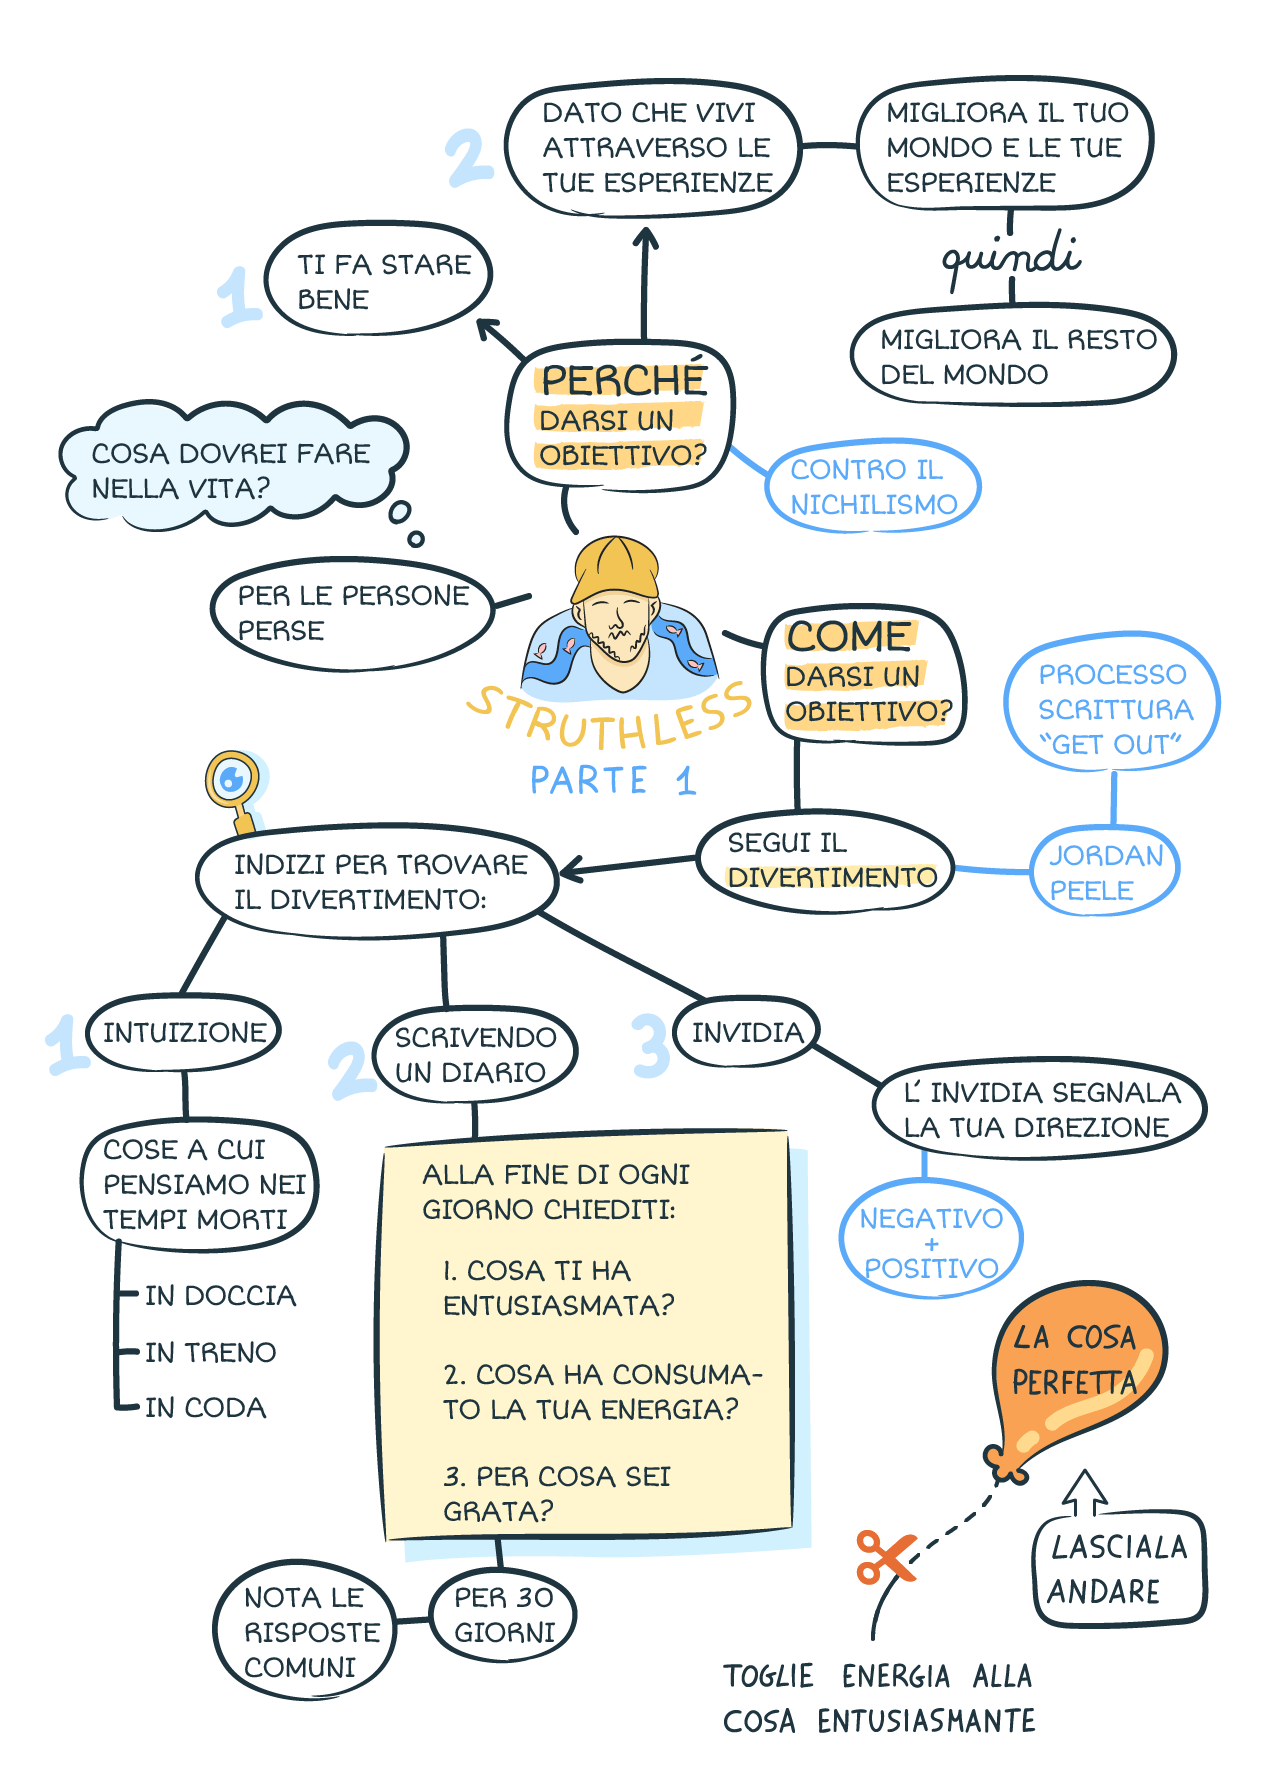 2
DATO CHE VIVI
ATTRAVERSO LE
TUE ESPERIENZE
MIGLIORA IL TUO
MONDO E LE TUE
ESPERIENZE
quindi
MIGLIORA IL RESTO
DEL MONDO
1
TI FA STARE
BENE
PERCHÉ
DARSI UN
OBIETTIVO?
CONTRO IL
NICHILISMO
COSA DOVREI FARE
NELLA VITA?
PER LE PERSONE
PERSE
STRUTHLESS
PARTE 1
COME
DARSI UN
OBIETTIVO?
PROCESSO
SCRITTURA
"GET OUT"
JORDAN
PEELE
SEGUI IL
DIVERTIMENTO
INDIZI PER TROVARE
IL DIVERTIMENTO:
1
INTUIZIONE
COSE A CUI
PENSIAMO NEI
TEMPI MORTI
IN DOCCIA
IN TRENO
IN CODA
2
SCRIVENDO
UN DIARIO
ALLA FINE DI OGNI
GIORNO CHIEDITI:
1. COSA TI HA
ENTUSIASMATA?
2. COSA HA CONSUMA-
TO LA TUA ENERGIA?
3. PER COSA SEI
GRATA?
PER 30
GIORNI
NOTA LE
RISPOSTE
COMUNI
3
INVIDIA
L' INVIDIA SEGNALA
LA TUA DIREZIONE
NEGATIVO
+
POSITIVO
LA COSA
PERFETTA
LASCIALA
ANDARE
TOGLIE ENERGIA ALLA
COSA ENTUSIASMANTE